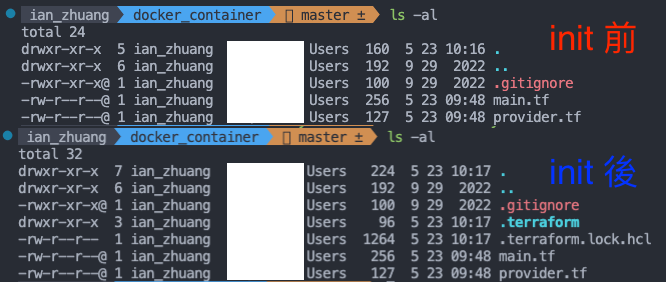 ian_zhuang docker_container master ± ls -al
total 24
drwxr-xr-x 5 ian_zhuang Users 160 5 23 10:16 .
drwxr-xr-x 6 ian_zhuang Users 192 9 29 2022 ..
-rwxr-xr-x@ 1 ian_zhuang Users 100 9 29 2022 .gitignore
-rw-r--r--@ 1 ian_zhuang Users 256 5 23 09:48 main.tf
-rw-r--r--@ 1 ian_zhuang Users 127 5 23 09:48 provider.tf
init 前
ian_zhuang docker_container master ± ls -al
total 32
drwxr-xr-x 7 ian_zhuang Users 224 5 23 10:17 .
drwxr-xr-x 6 ian_zhuang Users 192 9 29 2022 ..
-rwxr-xr-x@ 1 ian_zhuang Users 100 9 29 2022 .gitignore
drwxr-xr-x 3 ian_zhuang Users 96 5 23 10:17 .terraform
-rw-r--r-- 1 ian_zhuang Users 1264 5 23 10:17 .terraform.lock.hcl
-rw-r--r--@ 1 ian_zhuang Users 256 5 23 09:48 main.tf
-rw-r--r--@ 1 ian_zhuang Users 127 5 23 09:48 provider.tf
init 後